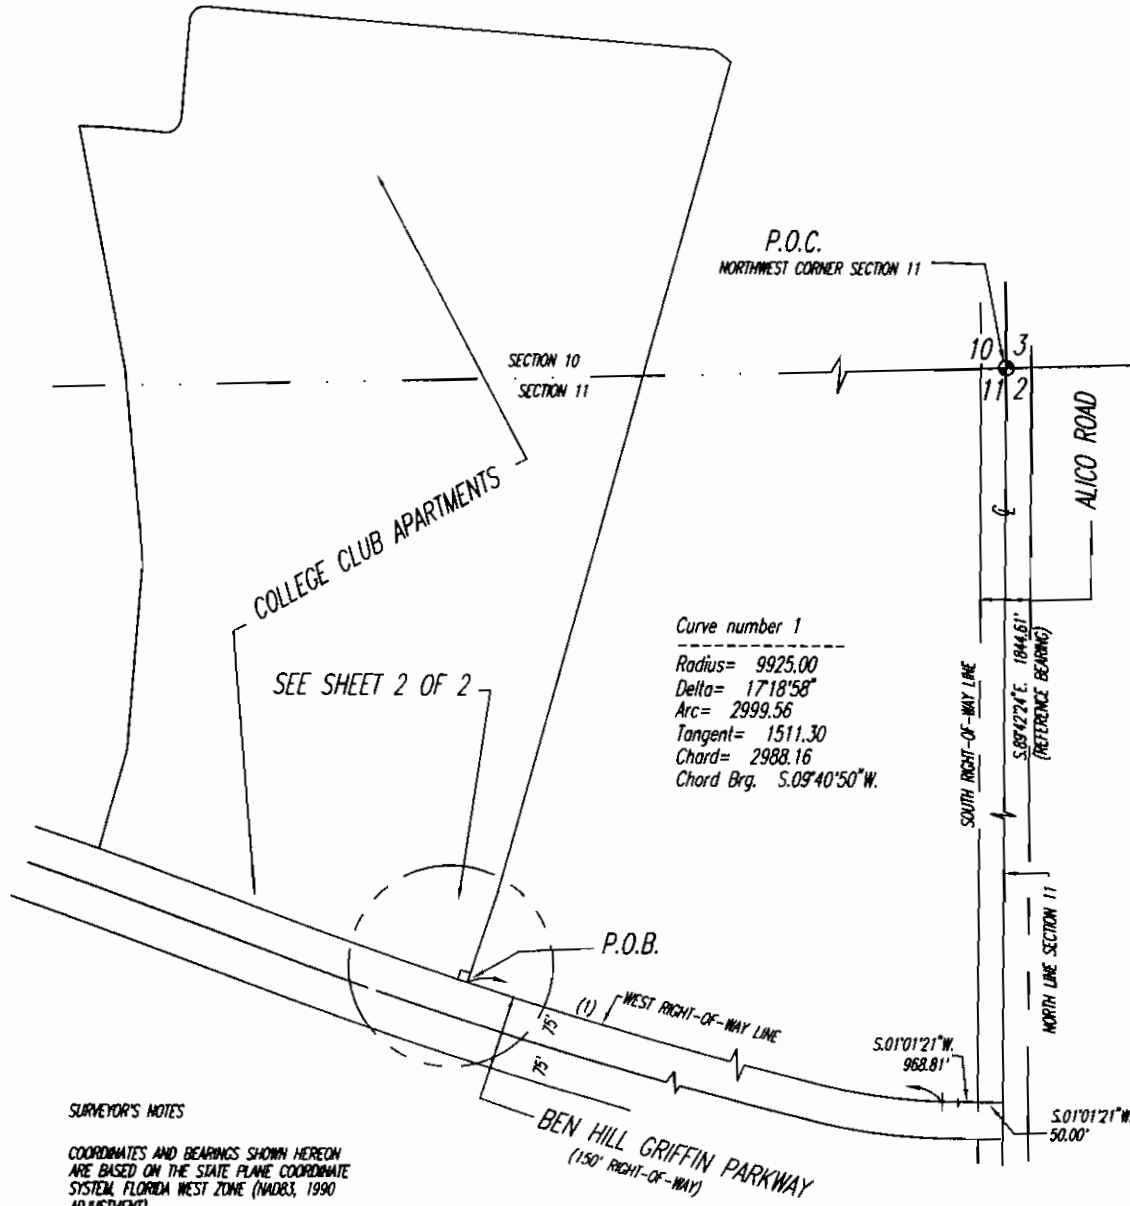 P.O.C.
NORTHWEST CORNER SECTION 11
10 3
11 2
SECTION 10
SECTION 11
ALICO ROAD
COLLEGE CLUB APARTMENTS
SEE SHEET 2 OF 2
Curve number 1
Radius= 9925.00
Delta= 17°18'58"
Arc= 2999.56
Tangent= 1511.30
Chord= 2988.16
Chord Brg. S.09°40'50"W.
SOUTH RIGHT-OF-WAY LINE
S.89°42'24"E. 1844.61'
(REFERENCE BEARING)
NORTH LINE SECTION 11
P.O.B.
(1)
WEST RIGHT-OF-WAY LINE
75'
75'
S.01°01'21"W.
968.81'
S.01°01'21"W.
50.00'
BEN HILL GRIFFIN PARKWAY
(150' RIGHT-OF-WAY)
SURVEYOR'S NOTES
COORDINATES AND BEARINGS SHOWN HEREON
ARE BASED ON THE STATE PLANE COORDINATE
SYSTEM, FLORIDA WEST ZONE (NAD83, 1990
ADJUSTMENT)